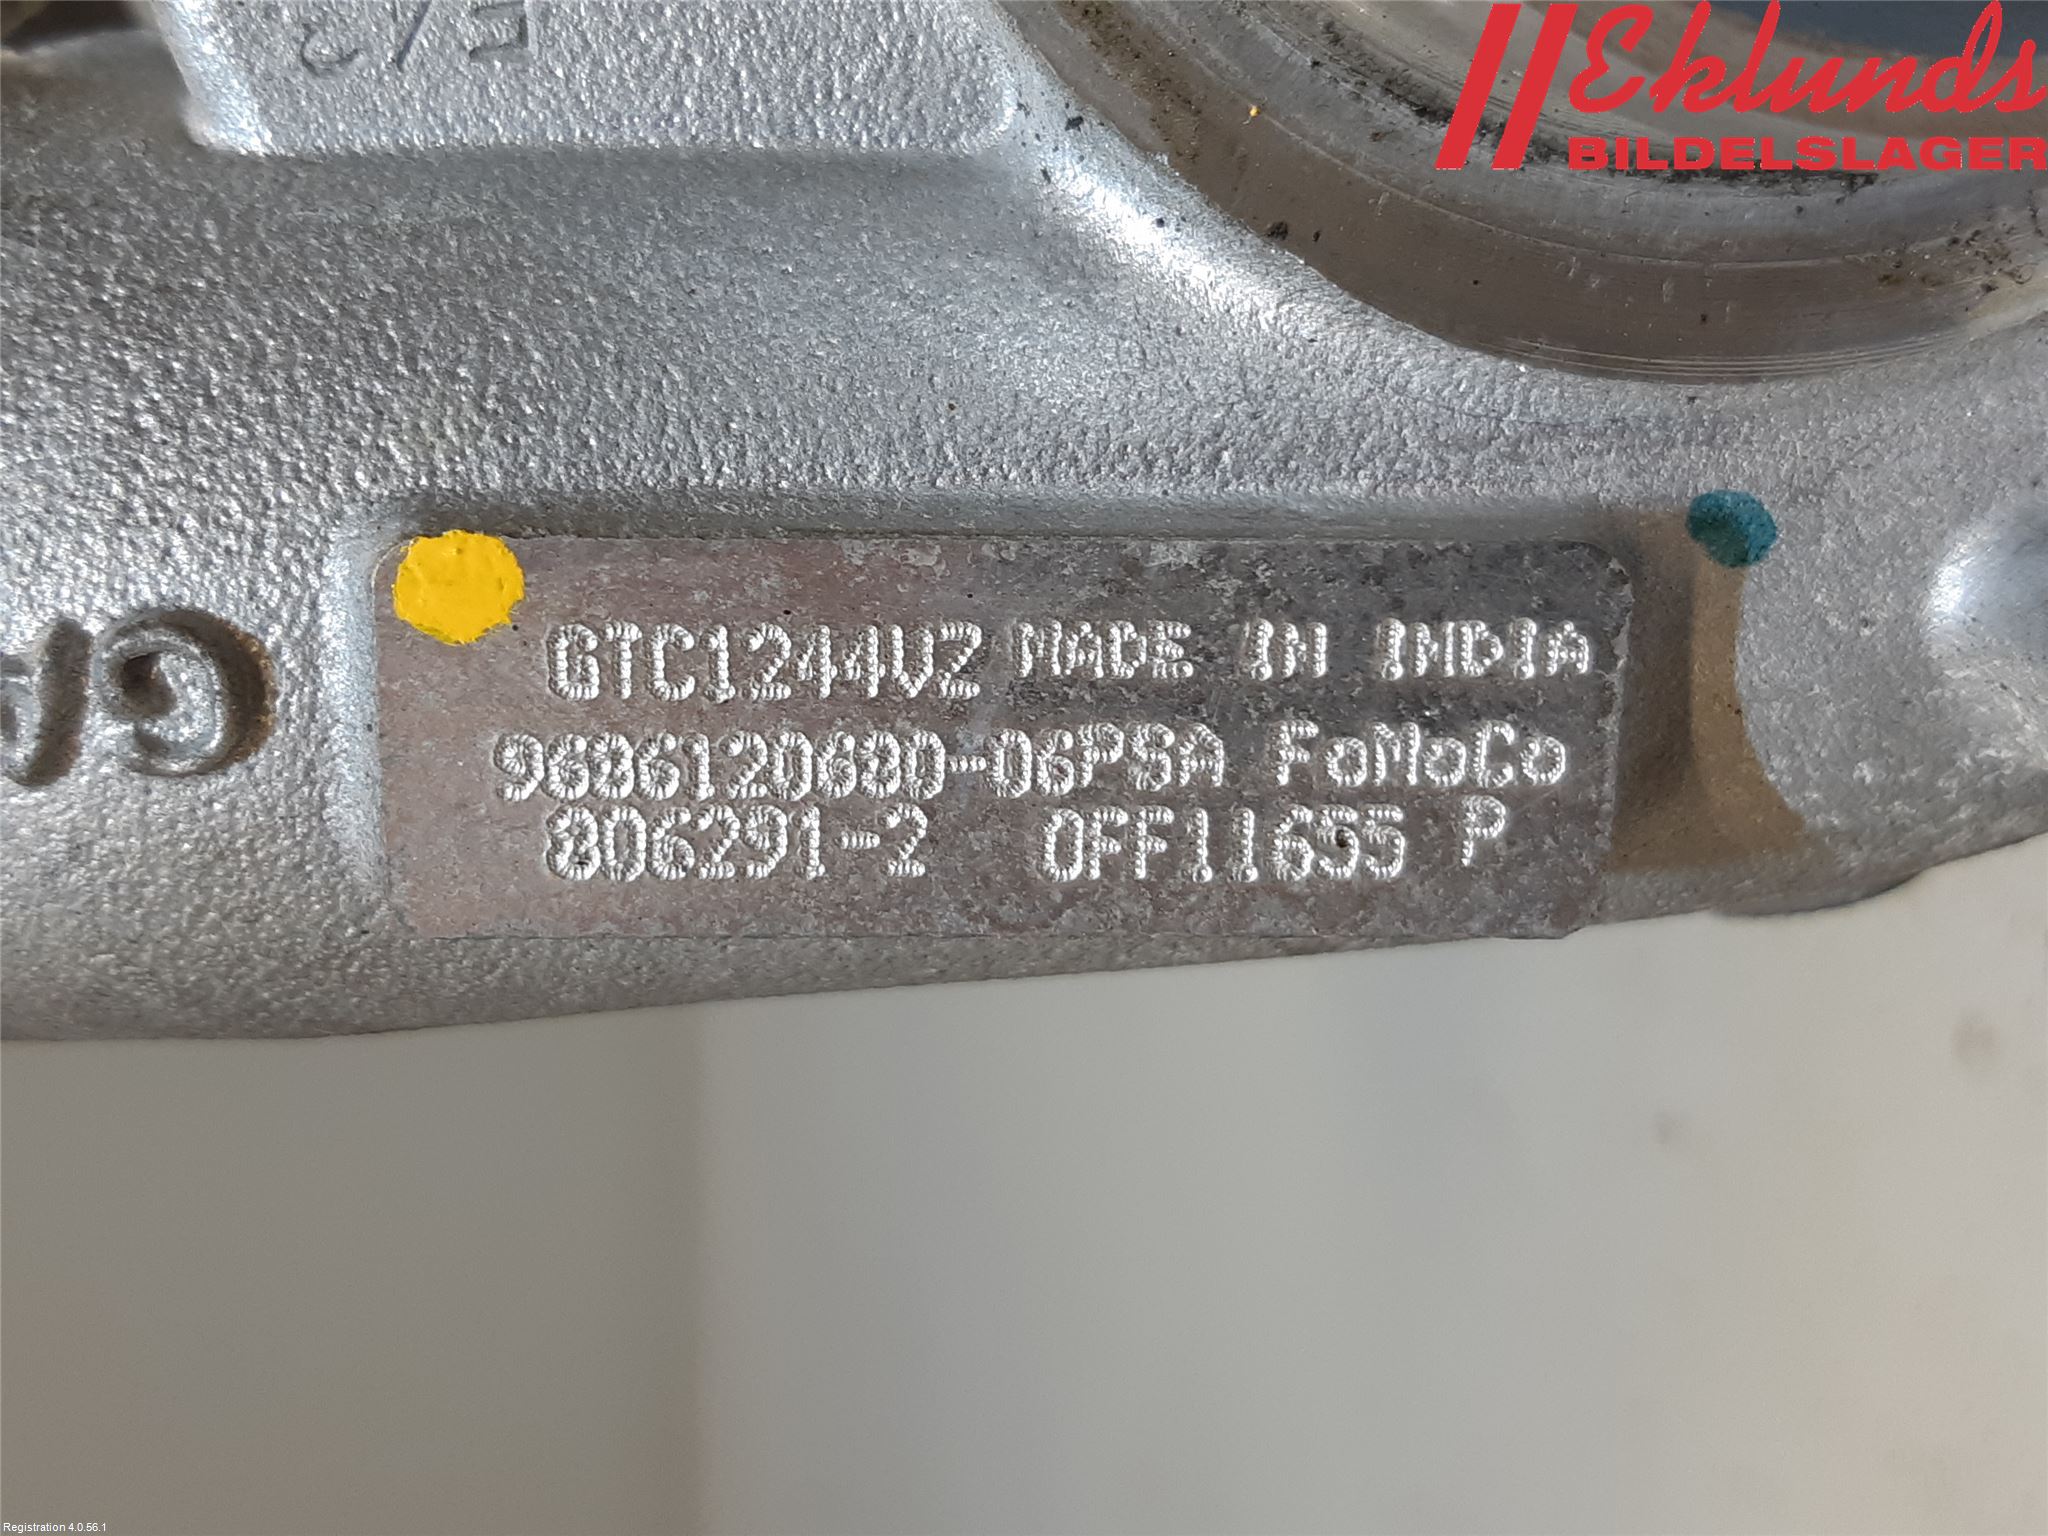 Eklunds
BILDELSLAGER
GTC1244VZ MADE IN INDIA
9686120680-06PSA FoMoCo
806291-2 0FF11655 P
Registration 4.0.56.1